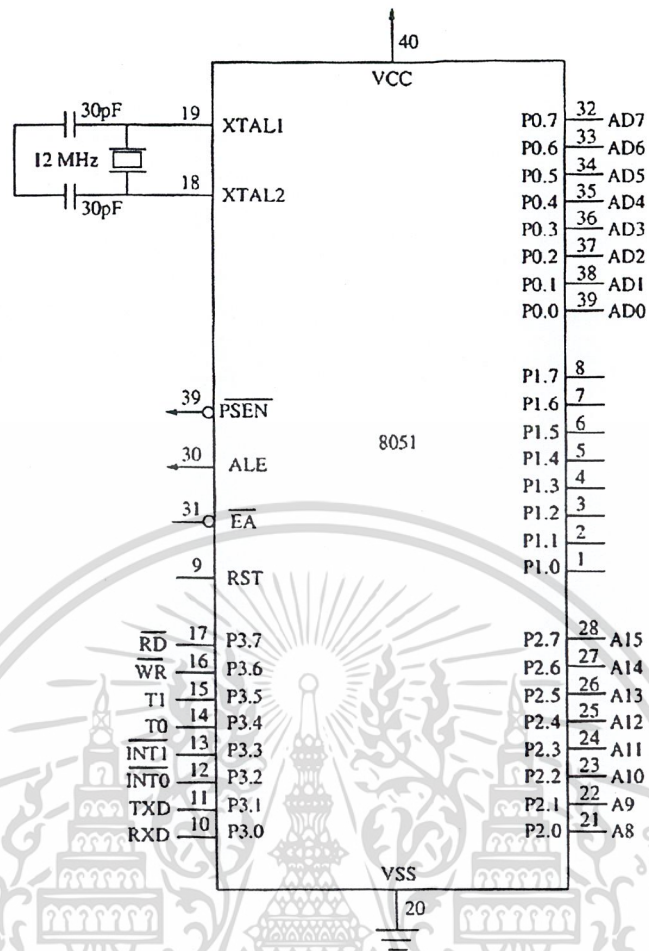 40
VCC
30pF 19 XTAL1
12 MHz
30pF 18 XTAL2
P0.7 32 AD7
P0.6 33 AD6
P0.5 34 AD5
P0.4 35 AD4
P0.3 36 AD3
P0.2 37 AD2
P0.1 38 AD1
P0.0 39 AD0
39 PSEN
30 ALE
31 EA
9 RST
8051
P1.7 8
P1.6 7
P1.5 6
P1.4 5
P1.3 4
P1.2 3
P1.1 2
P1.0 1
RD 17 P3.7
WR 16 P3.6
T1 15 P3.5
T0 14 P3.4
INT1 13 P3.3
INT0 12 P3.2
TXD 11 P3.1
RXD 10 P3.0
P2.7 28 A15
P2.6 27 A14
P2.5 26 A13
P2.4 25 A12
P2.3 24 A11
P2.2 23 A10
P2.1 22 A9
P2.0 21 A8
VSS
20